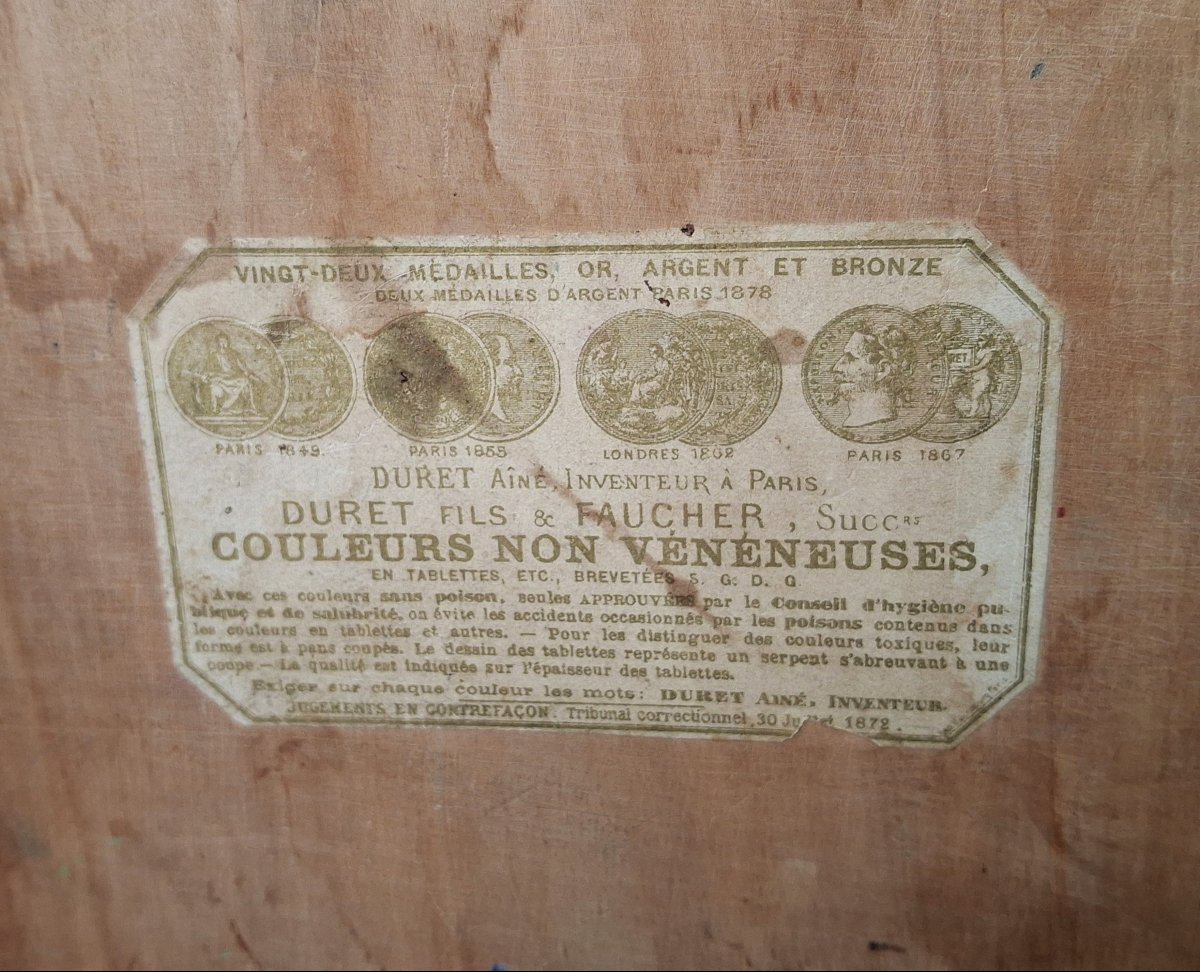 VINGT-DEUX MÉDAILLES, OR, ARGENT ET BRONZE
DEUX MÉDAILLES D'ARGENT PARIS 1878
RET
PARIS 1849. PARIS 1855 LONDRES 1862 PARIS 1867
DURET AÎNÉ, INVENTEUR À PARIS,
DURET FILS & FAUCHER, SUCCRS
COULEURS NON VÉNÉNEUSES,
EN TABLETTES, ETC., BREVETÉES S. G. D. G.
Avec ces couleurs sans poison, seules APPROUVÉES par le Conseil d'hygiène pu-
blique et de salubrité, on évite les accidents occasionnés par les poisons contenus dans
les couleurs en tablettes et autres. — Pour les distinguer des couleurs toxiques, leur
forme est à pans coupés. Le dessin des tablettes représente un serpent s'abreuvant à une
coupe. — La qualité est indiquée sur l'épaisseur des tablettes.
Exiger sur chaque couleur les mots: DURET AINÉ, INVENTEUR.
JUGEMENTS EN CONTREFAÇON. Tribunal correctionnel, 30 Juillet 1872.